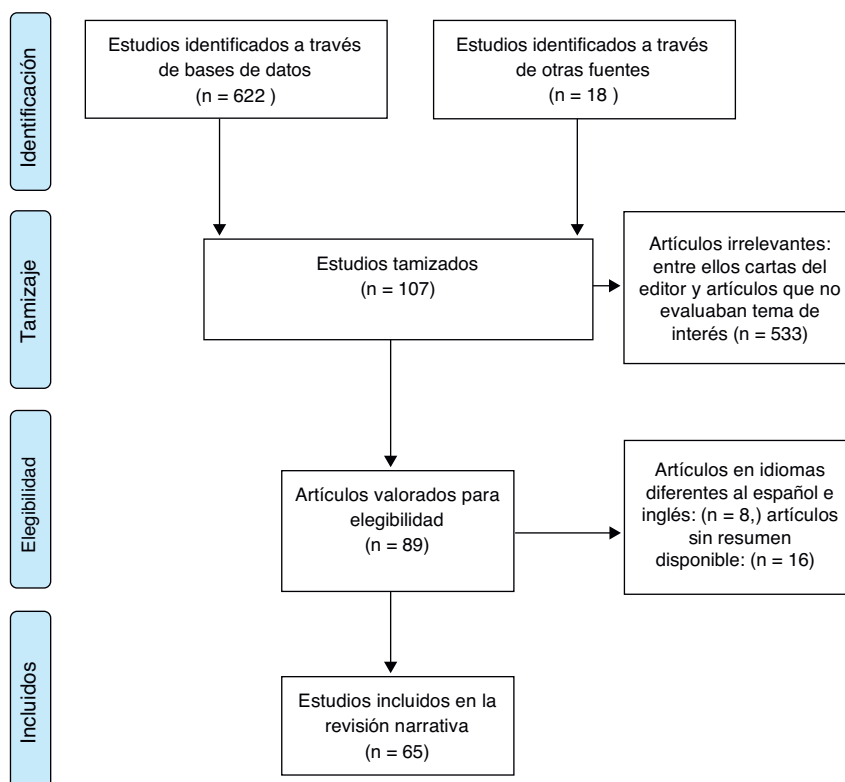 Identificación
Estudios identificados a través
de bases de datos
(n = 622 )
Estudios identificados a través
de otras fuentes
(n = 18 )
Tamizaje
Estudios tamizados
(n = 107)
Artículos irrelevantes:
entre ellos cartas del
editor y artículos que no
evaluaban tema de
interés (n = 533)
Elegibilidad
Artículos valorados para
elegibilidad
(n = 89)
Artículos en idiomas
diferentes al español e
inglés: (n = 8,) artículos
sin resumen
disponible: (n = 16)
Incluidos
Estudios incluidos en la
revisión narrativa
(n = 65)